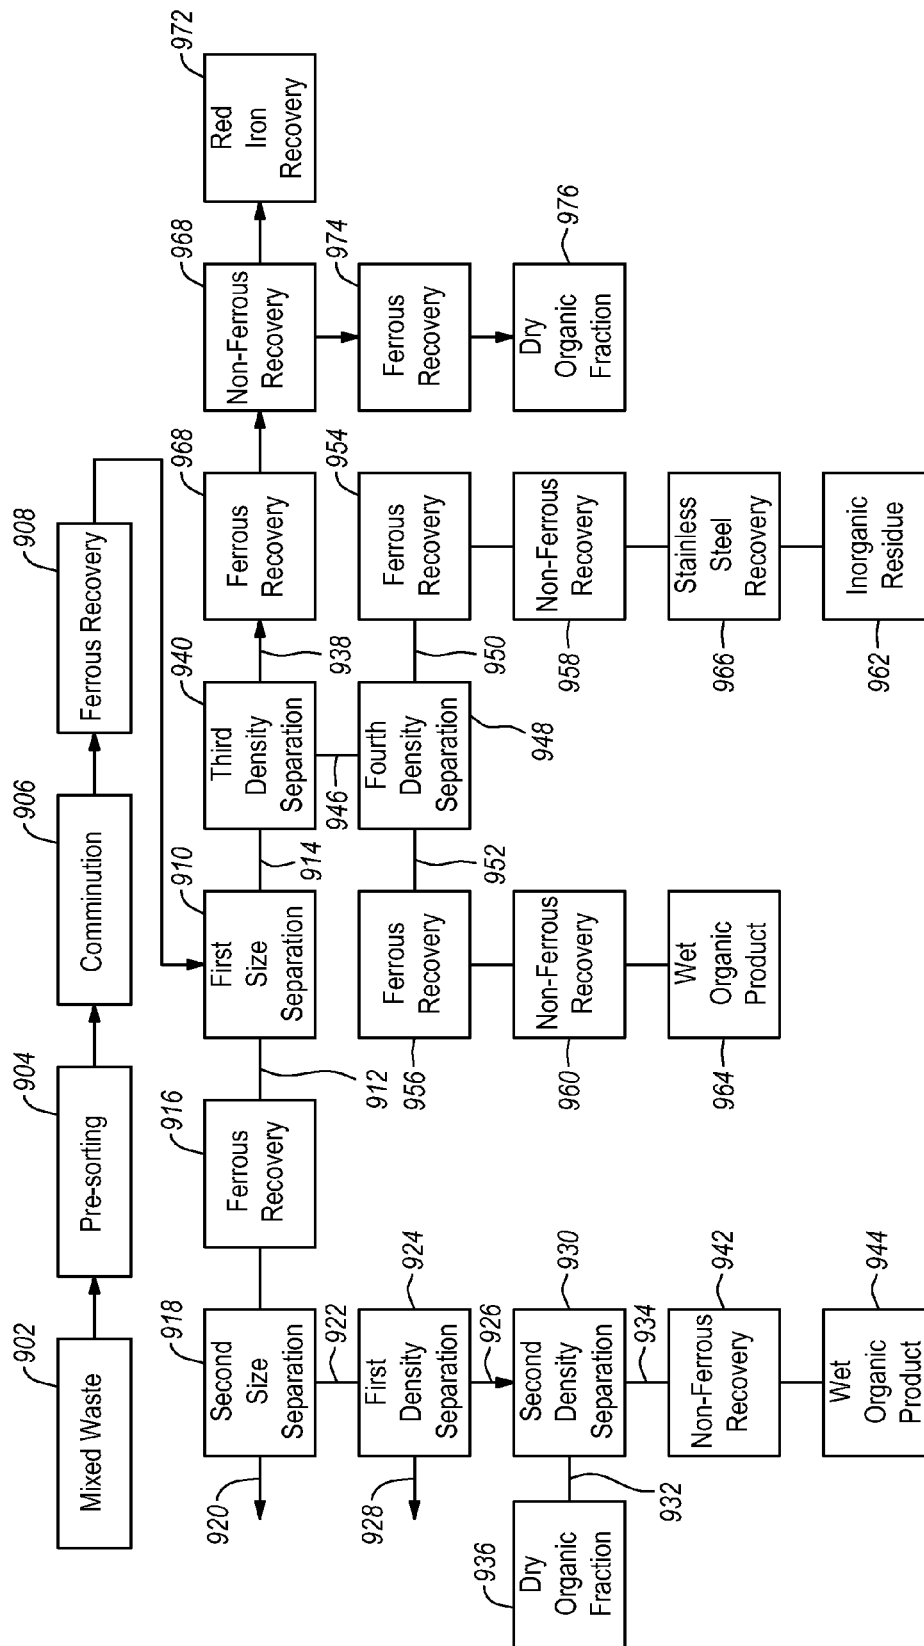 902
Mixed Waste
904
Pre-sorting
906
Comminution
908
Ferrous Recovery
918
Second
Size
Separation
920
916
Ferrous
Recovery
912
910
First
Size
Separation
914
940
Third
Density
Separation
938
968
Ferrous
Recovery
968
Non-Ferrous
Recovery
972
Red
Iron
Recovery
922
946
924
First
Density
Separation
928
926
956
Ferrous
Recovery
952
Fourth
Density
Separation
948
950
954
Ferrous
Recovery
974
Ferrous
Recovery
936
Dry
Organic
Fraction
932
930
Second
Density
Separation
934
960
Non-Ferrous
Recovery
958
Non-Ferrous
Recovery
976
Dry
Organic
Fraction
942
Non-Ferrous
Recovery
964
Wet
Organic
Product
966
Stainless
Steel
Recovery
944
Wet
Organic
Product
962
Inorganic
Residue